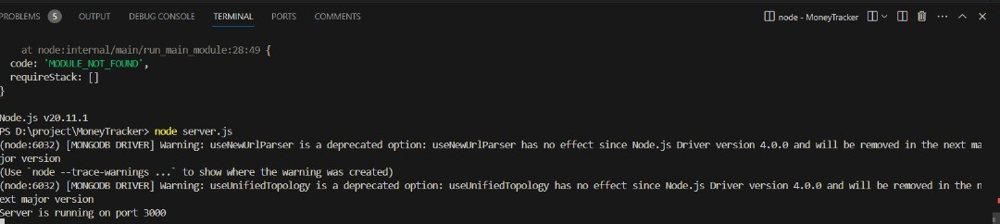 PROBLEMS 5 OUTPUT DEBUG CONSOLE TERMINAL PORTS COMMENTS node - MoneyTracker
at node:internal/main/run_main_module:28:49 {
code: 'MODULE_NOT_FOUND',
requireStack: []
}
Node.js v20.11.1
PS D:\project\MoneyTracker> node server.js
(node:6032) [MONGODB DRIVER] Warning: useNewUrlParser is a deprecated option: useNewUrlParser has no effect since Node.js Driver version 4.0.0 and will be removed in the next ma
jor version
(Use `node --trace-warnings ...` to show where the warning was created)
(node:6032) [MONGODB DRIVER] Warning: useUnifiedTopology is a deprecated option: useUnifiedTopology has no effect since Node.js Driver version 4.0.0 and will be removed in the n
ext major version
Server is running on port 3000